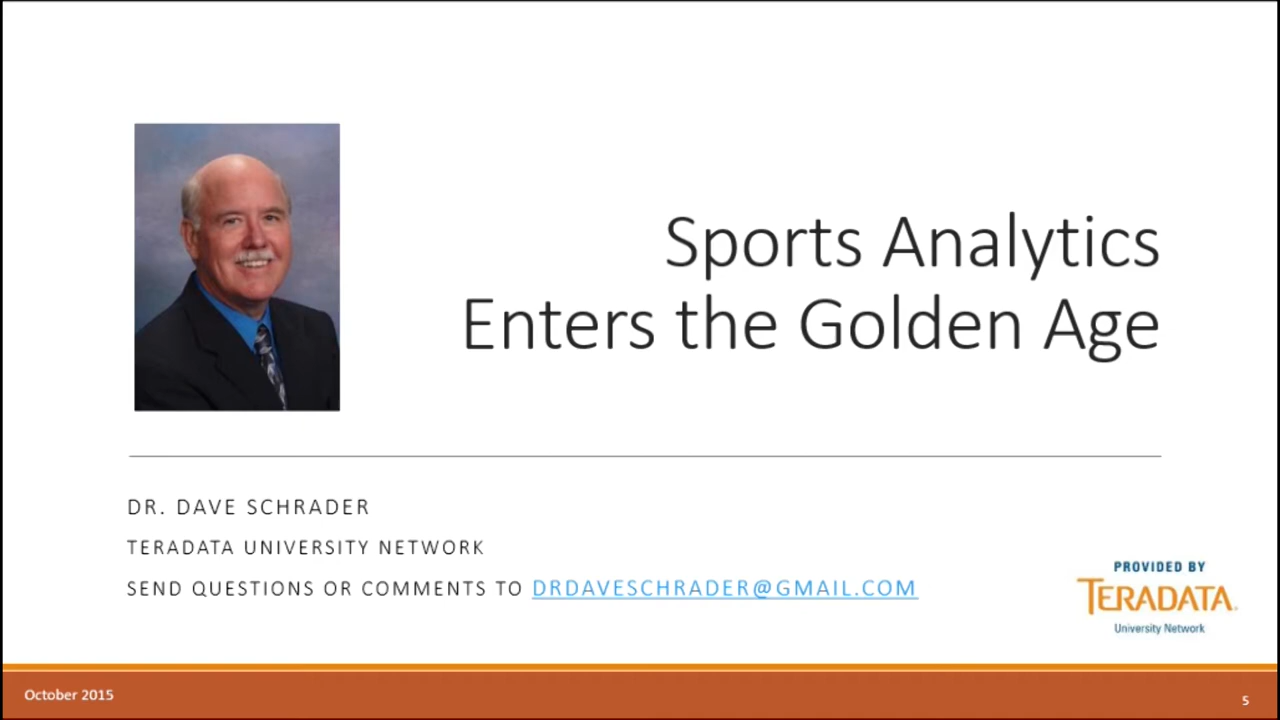 Sports Analytics
Enters the Golden Age
DR. DAVE SCHRADER
TERADATA UNIVERSITY NETWORK
SEND QUESTIONS OR COMMENTS TO DRDAVESCHRADER@GMAIL.COM
PROVIDED BY
TERADATA.
University Network
October 2015
5